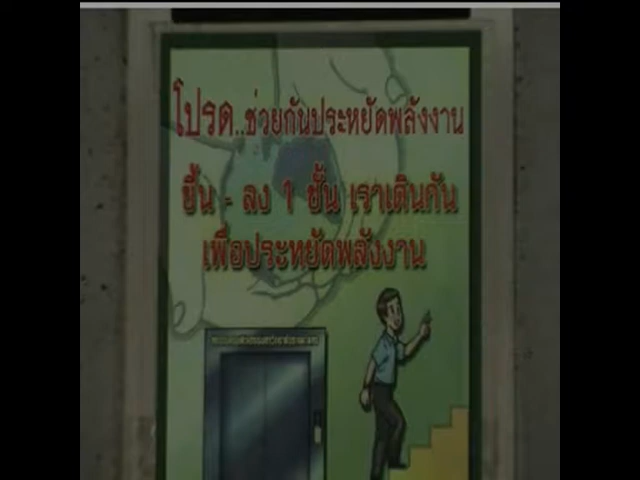 โปรด..ช่วยกันประหยัดพลังงาน
ขึ้น - ลง 1 ชั้น เราเดินกัน
เพื่อประหยัดพลังงาน